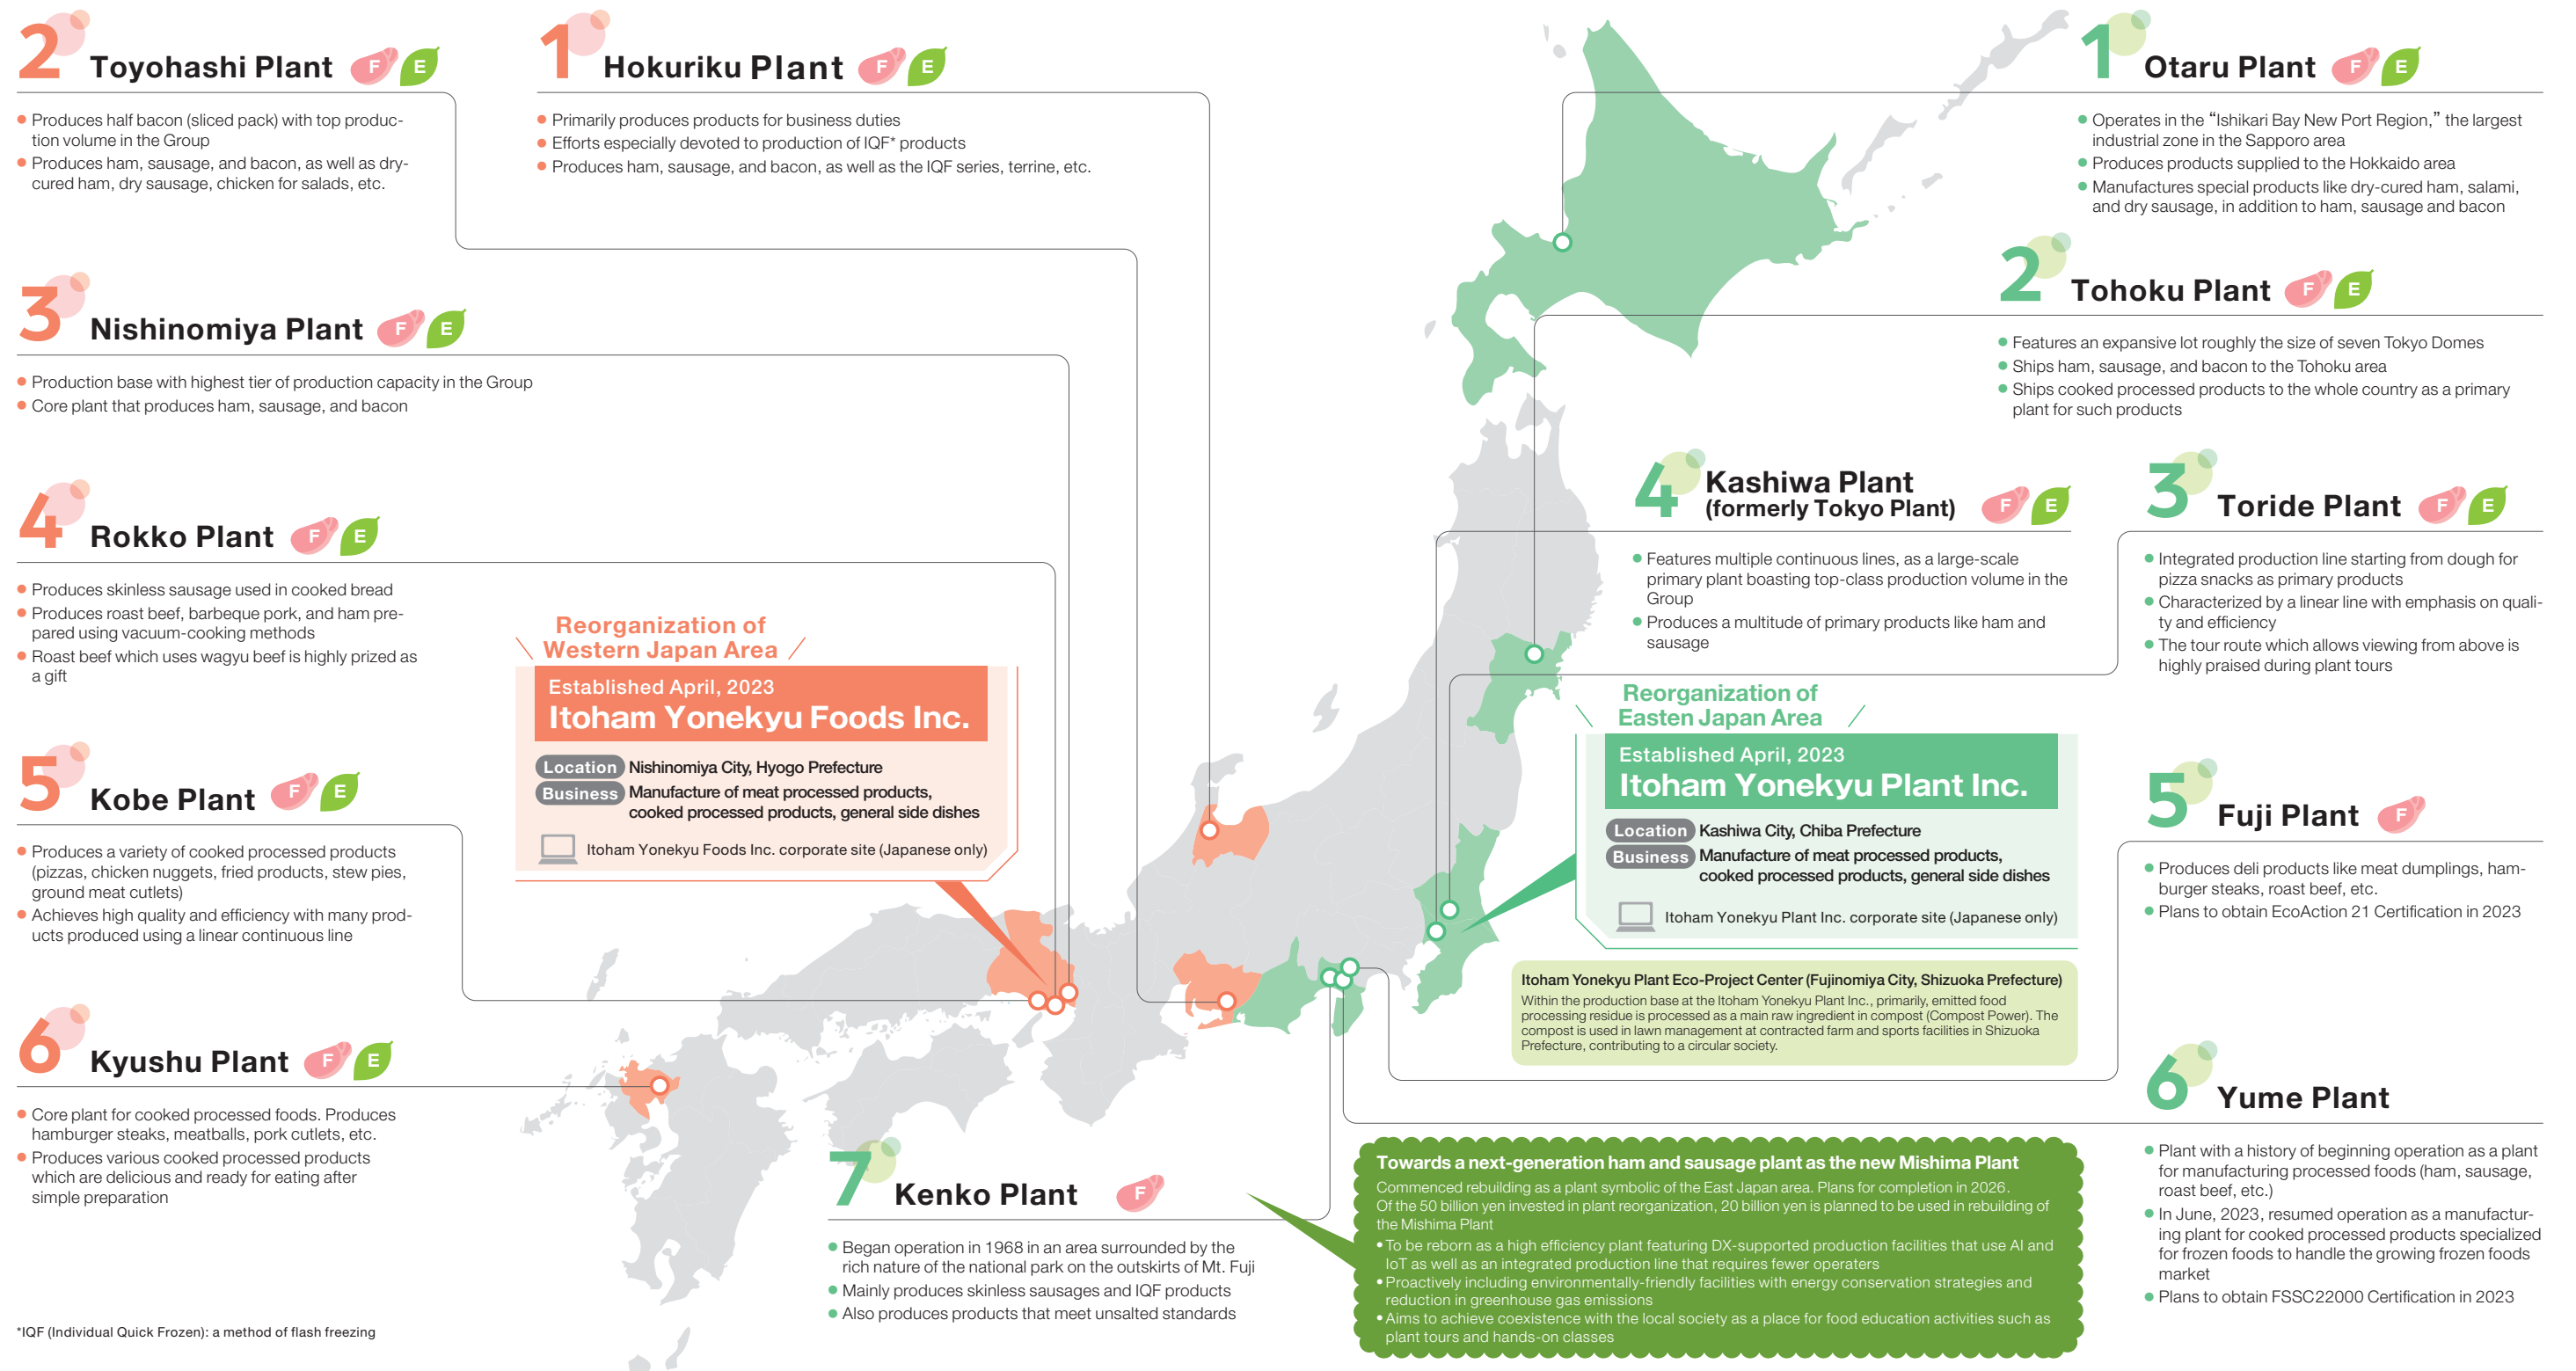 2 Toyohashi Plant F E
Produces half bacon (sliced pack) with top produc-
tion volume in the Group
Produces ham, sausage, and bacon, as well as dry-
cured ham, dry sausage, chicken for salads, etc.
1 Hokuriku Plant F E
Primarily produces products for business duties
Efforts especially devoted to production of IQF* products
Produces ham, sausage, and bacon, as well as the IQF series, terrine, etc.
3 Nishinomiya Plant F E
Production base with highest tier of production capacity in the Group
Core plant that produces ham, sausage, and bacon
4 Rokko Plant F E
Produces skinless sausage used in cooked bread
Produces roast beef, barbeque pork, and ham pre-
pared using vacuum-cooking methods
Roast beef which uses wagyu beef is highly prized as
a gift
5 Kobe Plant F E
Produces a variety of cooked processed products
(pizzas, chicken nuggets, fried products, stew pies,
ground meat cutlets)
Achieves high quality and efficiency with many prod-
ucts produced using a linear continuous line
6 Kyushu Plant F E
Core plant for cooked processed foods. Produces
hamburger steaks, meatballs, pork cutlets, etc.
Produces various cooked processed products
which are delicious and ready for eating after
simple preparation
*IQF (Individual Quick Frozen): a method of flash freezing
Reorganization of
Western Japan Area
Established April, 2023
Itoham Yonekyu Foods Inc.
Location Nishinomiya City, Hyogo Prefecture
Business Manufacture of meat processed products,
cooked processed products, general side dishes
Itoham Yonekyu Foods Inc. corporate site (Japanese only)
1 Otaru Plant F E
Operates in the “Ishikari Bay New Port Region,” the largest
industrial zone in the Sapporo area
Produces products supplied to the Hokkaido area
Manufactures special products like dry-cured ham, salami,
and dry sausage, in addition to ham, sausage and bacon
2 Tohoku Plant F E
Features an expansive lot roughly the size of seven Tokyo Domes
Ships ham, sausage, and bacon to the Tohoku area
Ships cooked processed products to the whole country as a primary
plant for such products
4 Kashiwa Plant
(formerly Tokyo Plant) F E
Features multiple continuous lines, as a large-scale
primary plant boasting top-class production volume in the
Group
Produces a multitude of primary products like ham and
sausage
3 Toride Plant F E
Integrated production line starting from dough for
pizza snacks as primary products
Characterized by a linear line with emphasis on quali-
ty and efficiency
The tour route which allows viewing from above is
highly praised during plant tours
Reorganization of
Easten Japan Area
Established April, 2023
Itoham Yonekyu Plant Inc.
Location Kashiwa City, Chiba Prefecture
Business Manufacture of meat processed products,
cooked processed products, general side dishes
Itoham Yonekyu Plant Inc. corporate site (Japanese only)
5 Fuji Plant F
Produces deli products like meat dumplings, ham-
burger steaks, roast beef, etc.
Plans to obtain EcoAction 21 Certification in 2023
Itoham Yonekyu Plant Eco-Project Center (Fujinomiya City, Shizuoka Prefecture)
Within the production base at the Itoham Yonekyu Plant Inc., primarily, emitted food
processing residue is processed as a main raw ingredient in compost (Compost Power). The
compost is used in lawn management at contracted farm and sports facilities in Shizuoka
Prefecture, contributing to a circular society.
6 Yume Plant
Plant with a history of beginning operation as a plant
for manufacturing processed foods (ham, sausage,
roast beef, etc.)
In June, 2023, resumed operation as a manufactur-
ing plant for cooked processed products specialized
for frozen foods to handle the growing frozen foods
market
Plans to obtain FSSC22000 Certification in 2023
7 Kenko Plant F
Began operation in 1968 in an area surrounded by the
rich nature of the national park on the outskirts of Mt. Fuji
Mainly produces skinless sausages and IQF products
Also produces products that meet unsalted standards
Towards a next-generation ham and sausage plant as the new Mishima Plant
Commenced rebuilding as a plant symbolic of the East Japan area. Plans for completion in 2026.
Of the 50 billion yen invested in plant reorganization, 20 billion yen is planned to be used in rebuilding of
the Mishima Plant
• To be reborn as a high efficiency plant featuring DX-supported production facilities that use AI and
IoT as well as an integrated production line that requires fewer operaters
• Proactively including environmentally-friendly facilities with energy conservation strategies and
reduction in greenhouse gas emissions
• Aims to achieve coexistence with the local society as a place for food education activities such as
plant tours and hands-on classes